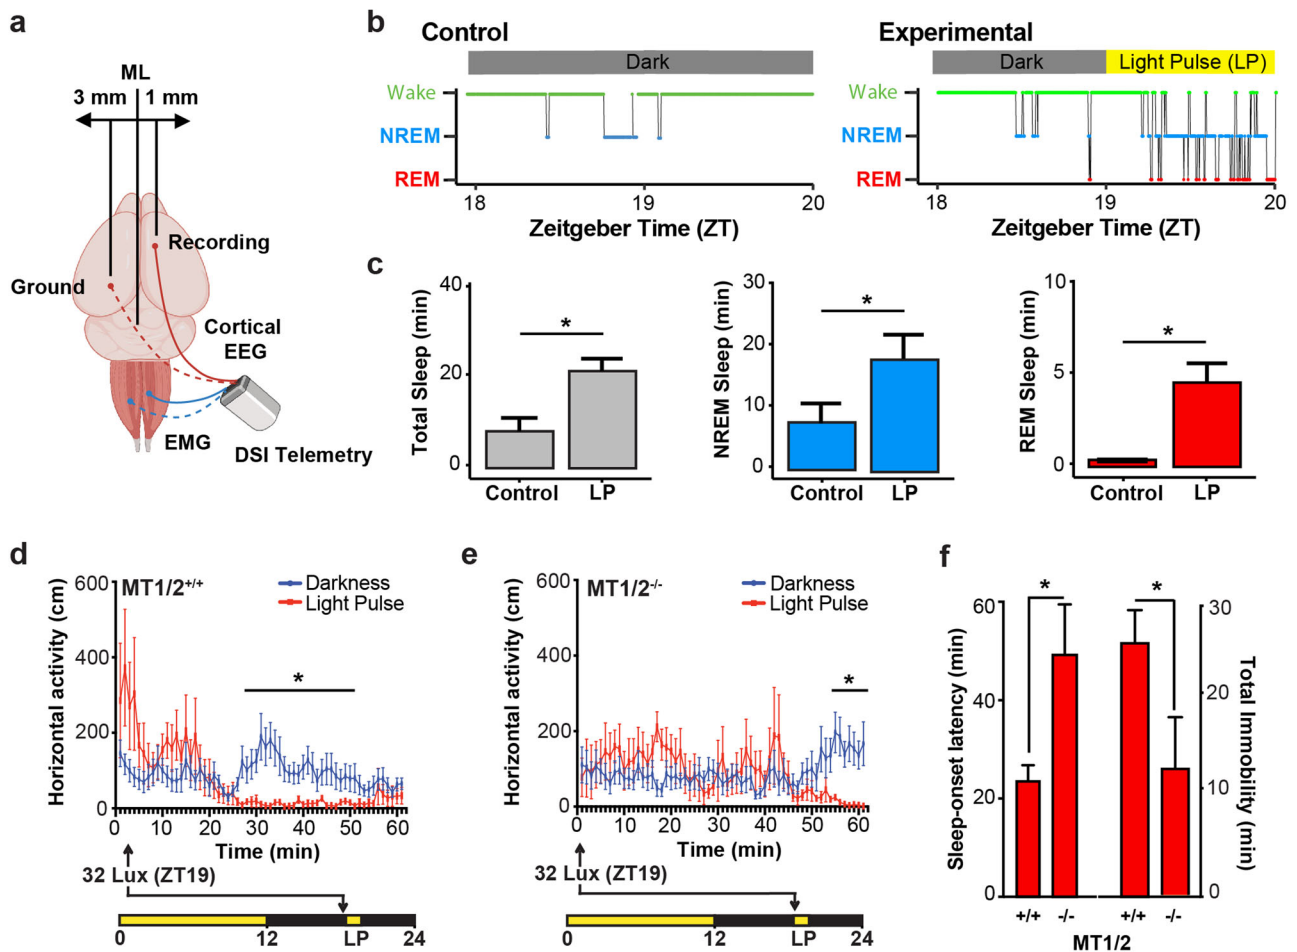 a
ML
3 mm 1 mm
Recording
Ground
Cortical
EEG
EMG
DSI Telemetry
b
Control
Dark
Wake
NREM
REM
18 19 20
Zeitgeber Time (ZT)
Experimental
Dark Light Pulse (LP)
Wake
NREM
REM
18 19 20
Zeitgeber Time (ZT)
c
Total Sleep (min)
40
20
0
*
Control LP
NREM Sleep (min)
30
20
10
0
*
Control LP
REM Sleep (min)
10
5
0
*
Control LP
d
Horizontal activity (cm)
600
400
200
0
MT1/2+/+
Darkness
Light Pulse
*
0 10 20 30 40 50 60
Time (min)
32 Lux (ZT19)
0 12 LP 24
e
Horizontal activity (cm)
600
400
200
0
MT1/2-/-
Darkness
Light Pulse
*
0 10 20 30 40 50 60
Time (min)
32 Lux (ZT19)
0 12 LP 24
f
Sleep-onset latency (min)
60
40
20
0
* *
30
20
10
0
Total Immobility (min)
+/+ -/- +/+ -/-
MT1/2